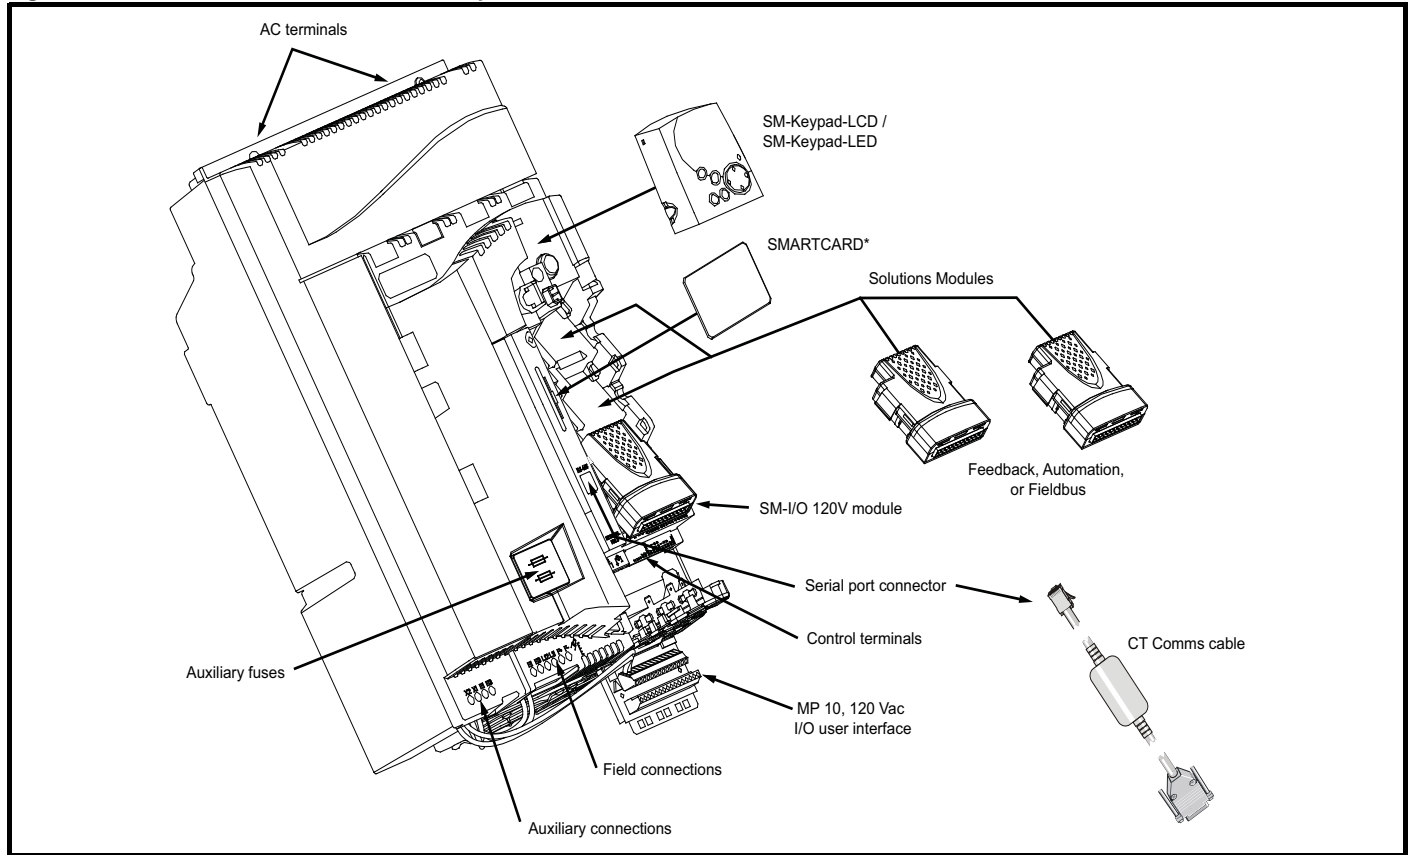 AC terminals
SM-Keypad-LCD /
SM-Keypad-LED
SMARTCARD*
Solutions Modules
Feedback, Automation,
or Fieldbus
SM-I/O 120V module
Serial port connector
Control terminals
CT Comms cable
Auxiliary fuses
MP 10, 120 Vac
I/O user interface
Field connections
Auxiliary connections